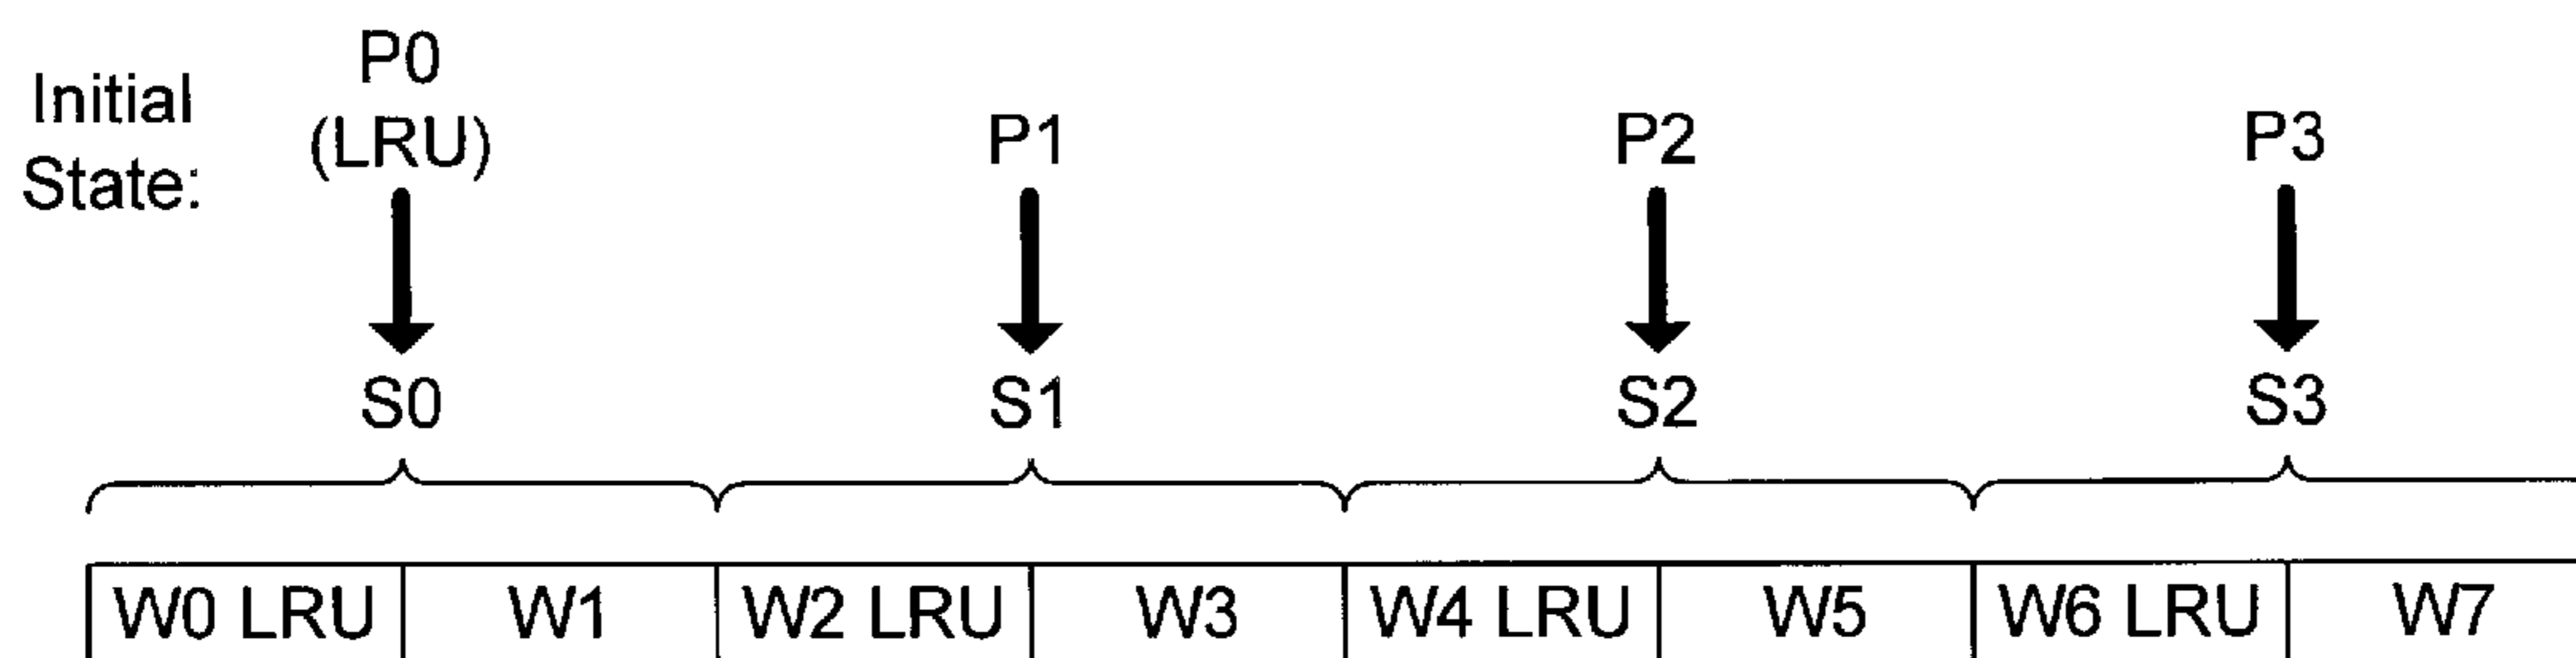 Initial State:
P0 (LRU)
P1
P2
P3
S0
S1
S2
S3
W0 LRU
W1
W2 LRU
W3
W4 LRU
W5
W6 LRU
W7